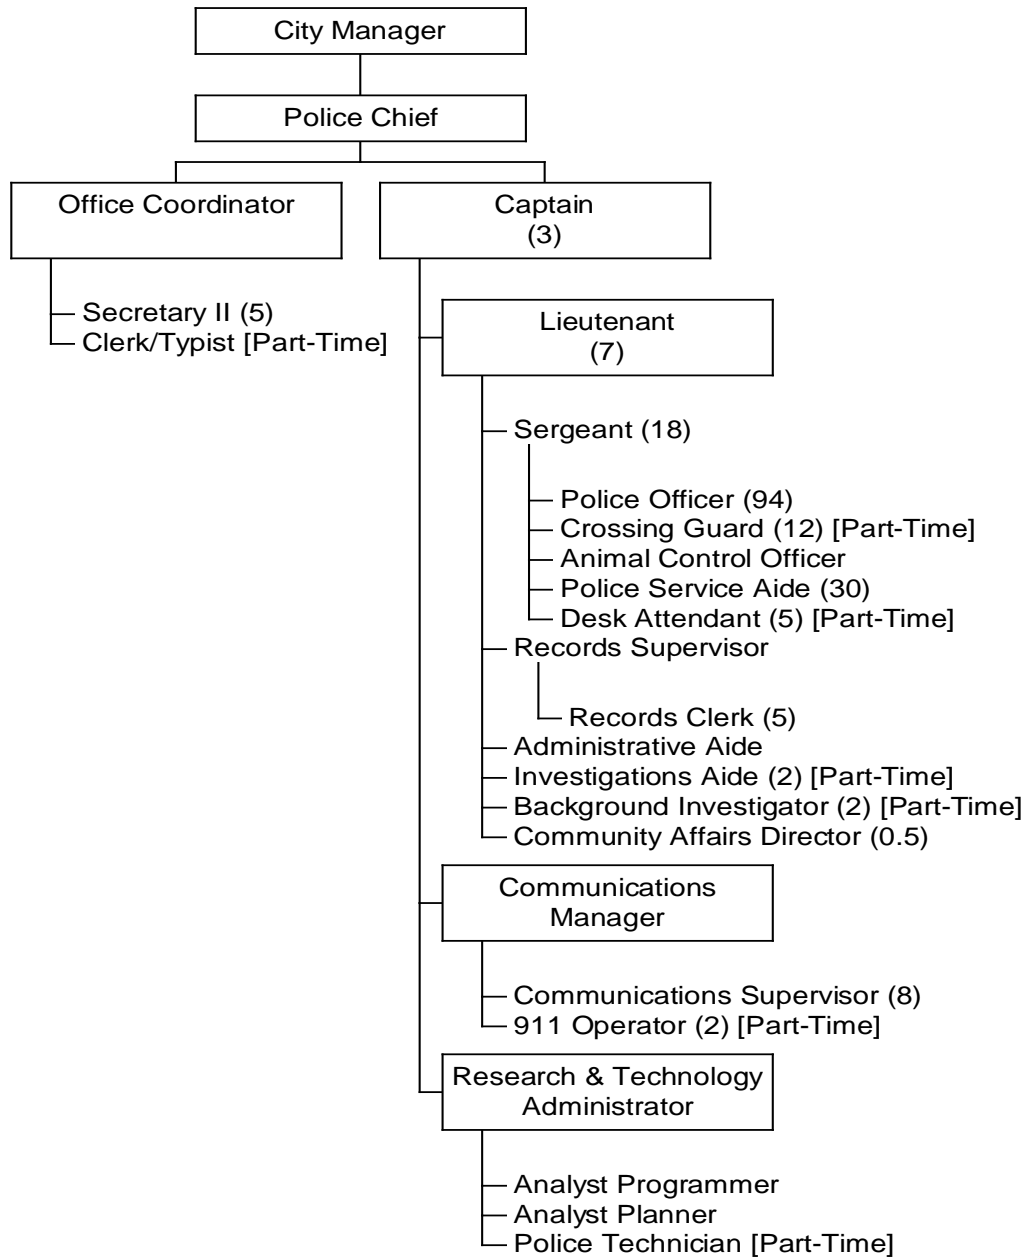 City Manager
Police Chief
Office Coordinator
Captain
(3)
Secretary II (5)
Clerk/Typist [Part-Time]
Lieutenant
(7)
Sergeant (18)
Police Officer (94)
Crossing Guard (12) [Part-Time]
Animal Control Officer
Police Service Aide (30)
Desk Attendant (5) [Part-Time]
Records Supervisor
Records Clerk (5)
Administrative Aide
Investigations Aide (2) [Part-Time]
Background Investigator (2) [Part-Time]
Community Affairs Director (0.5)
Communications
Manager
Communications Supervisor (8)
911 Operator (2) [Part-Time]
Research & Technology
Administrator
Analyst Programmer
Analyst Planner
Police Technician [Part-Time]